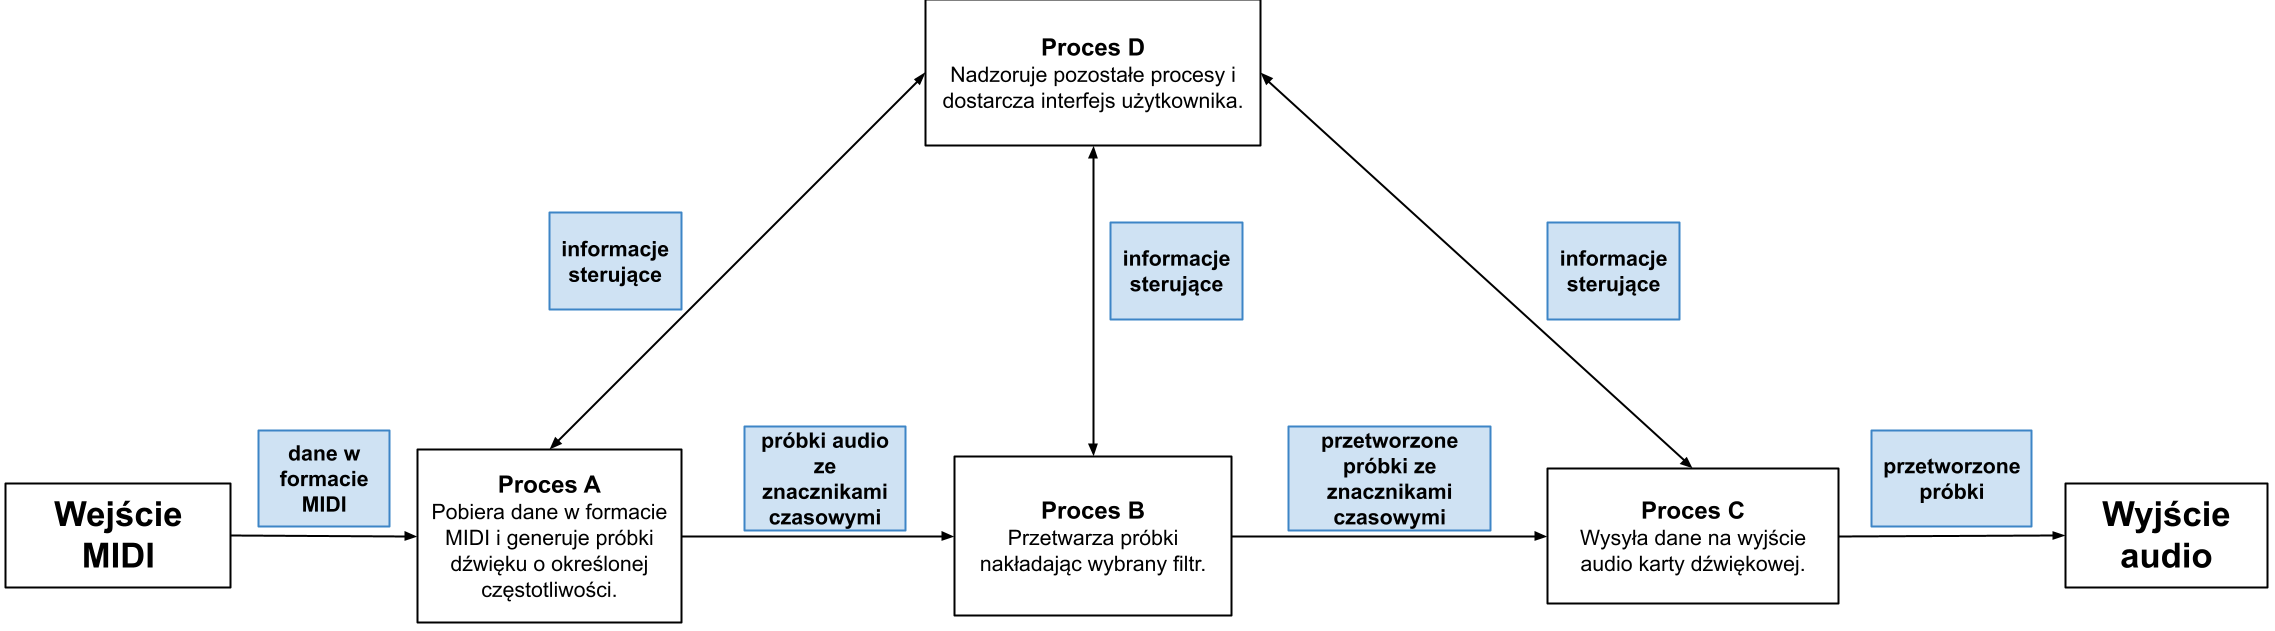 Proces D
Nadzoruje pozostałe procesy i
dostarcza interfejs użytkownika.
informacje
sterujące
informacje
sterujące
informacje
sterujące
Wejście
MIDI
dane w
formacie
MIDI
Proces A
Pobiera dane w formacie
MIDI i generuje próbki
dźwięku o określonej
częstotliwości.
próbki audio
ze
znacznikami
czasowymi
Proces B
Przetwarza próbki
nakładając wybrany filtr.
przetworzone
próbki ze
znacznikami
czasowymi
Proces C
Wysyła dane na wyjście
audio karty dźwiękowej.
przetworzone
próbki
Wyjście
audio